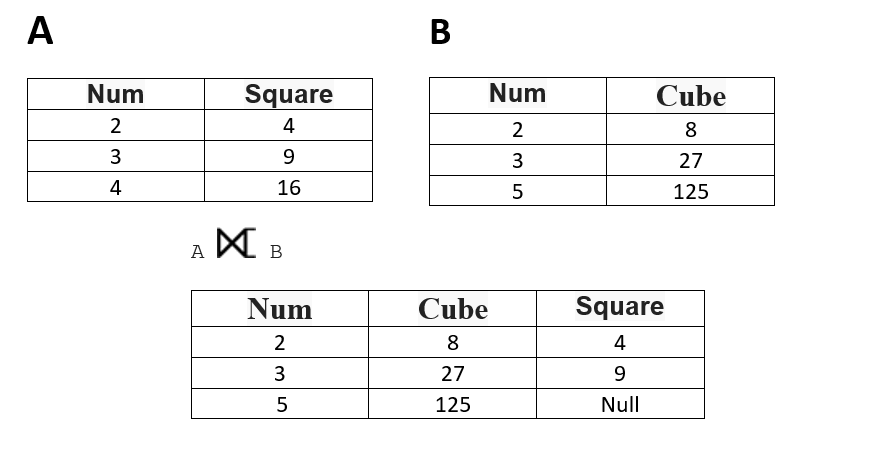 A
Num Square
2 4
3 9
4 16
B
Num Cube
2 8
3 27
5 125
A ⟖ B
Num Cube Square
2 8 4
3 27 9
5 125 Null